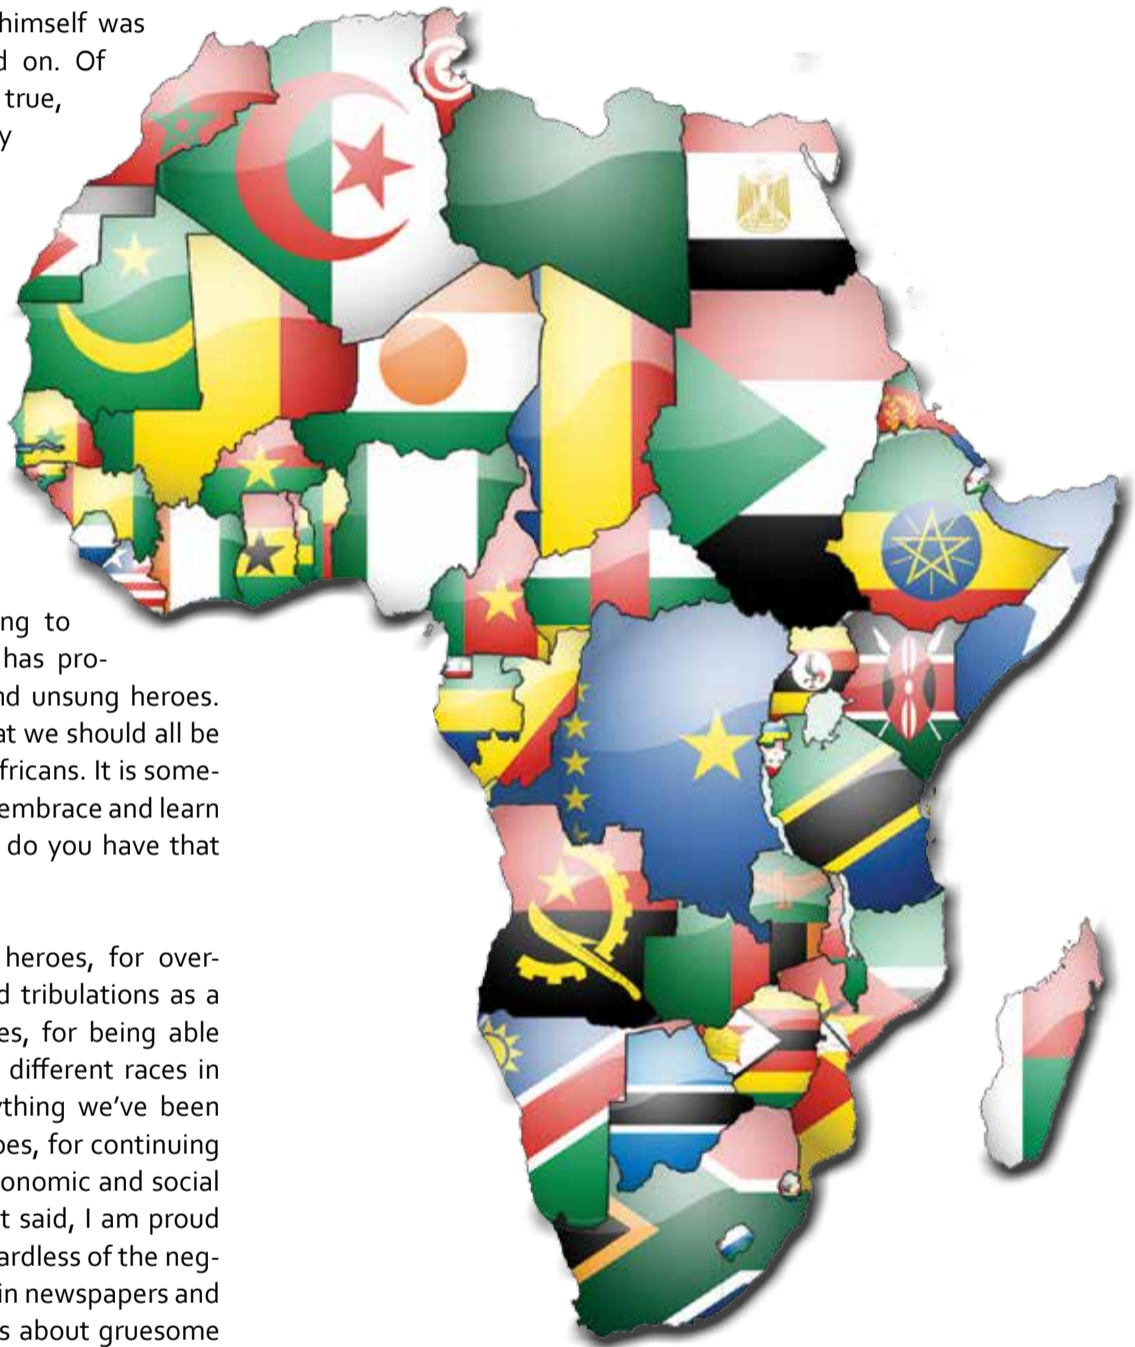 himself was
d on. Of
true,
y
ng to
has pro-
nd unsung heroes.
at we should all be
fricans. It is some-
embrace and learn
do you have that
heroes, for over-
d tribulations as a
es, for being able
different races in
ything we've been
oes, for continuing
onomic and social
t said, I am proud
ardless of the neg-
in newspapers and
s about gruesome